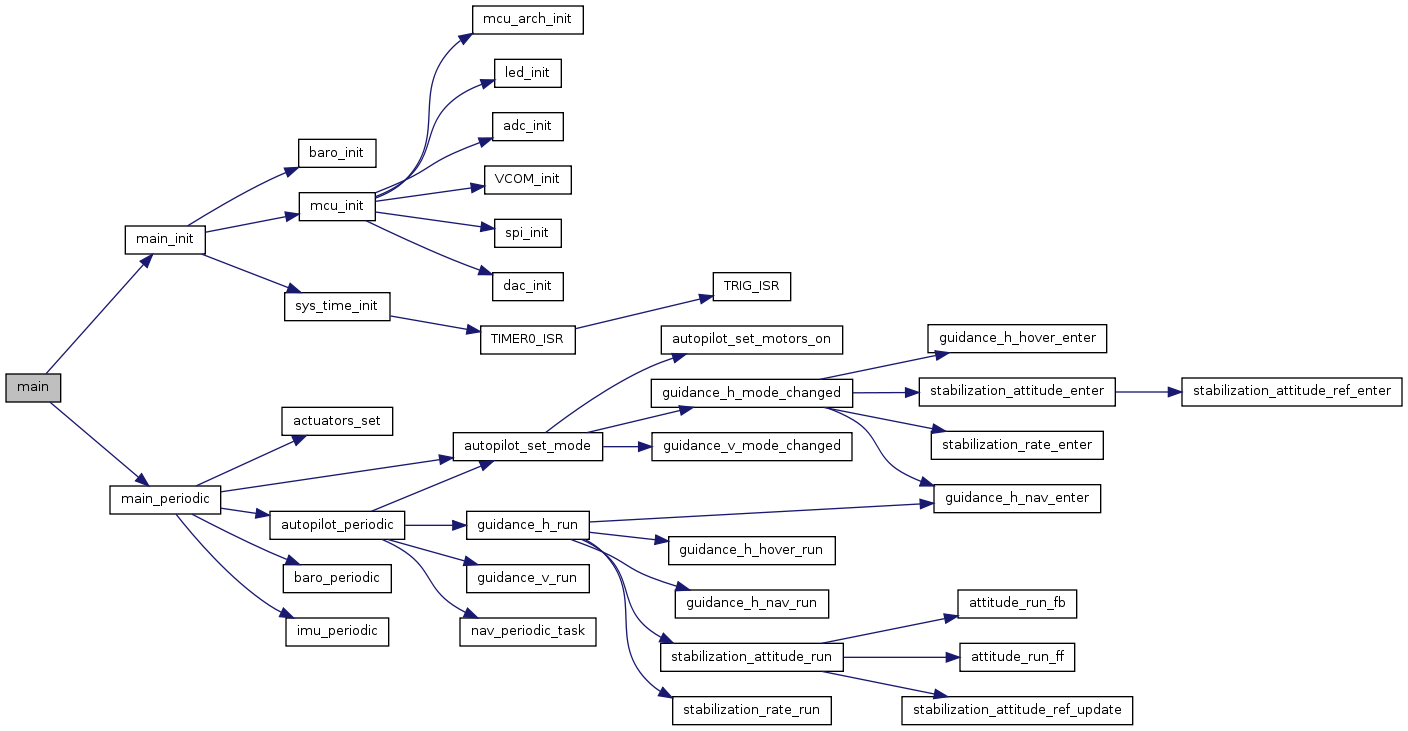 mcu_arch_init
led_init
adc_init
baro_init
VCOM_init
mcu_init
spi_init
main_init
dac_init
TRIG_ISR
sys_time_init
TIMER0_ISR
autopilot_set_motors_on
guidance_h_hover_enter
main
guidance_h_mode_changed
stabilization_attitude_enter
stabilization_attitude_ref_enter
actuators_set
autopilot_set_mode
guidance_v_mode_changed
stabilization_rate_enter
main_periodic
guidance_h_nav_enter
autopilot_periodic
guidance_h_run
guidance_h_hover_run
baro_periodic
guidance_v_run
guidance_h_nav_run
attitude_run_fb
imu_periodic
nav_periodic_task
stabilization_attitude_run
attitude_run_ff
stabilization_rate_run
stabilization_attitude_ref_update